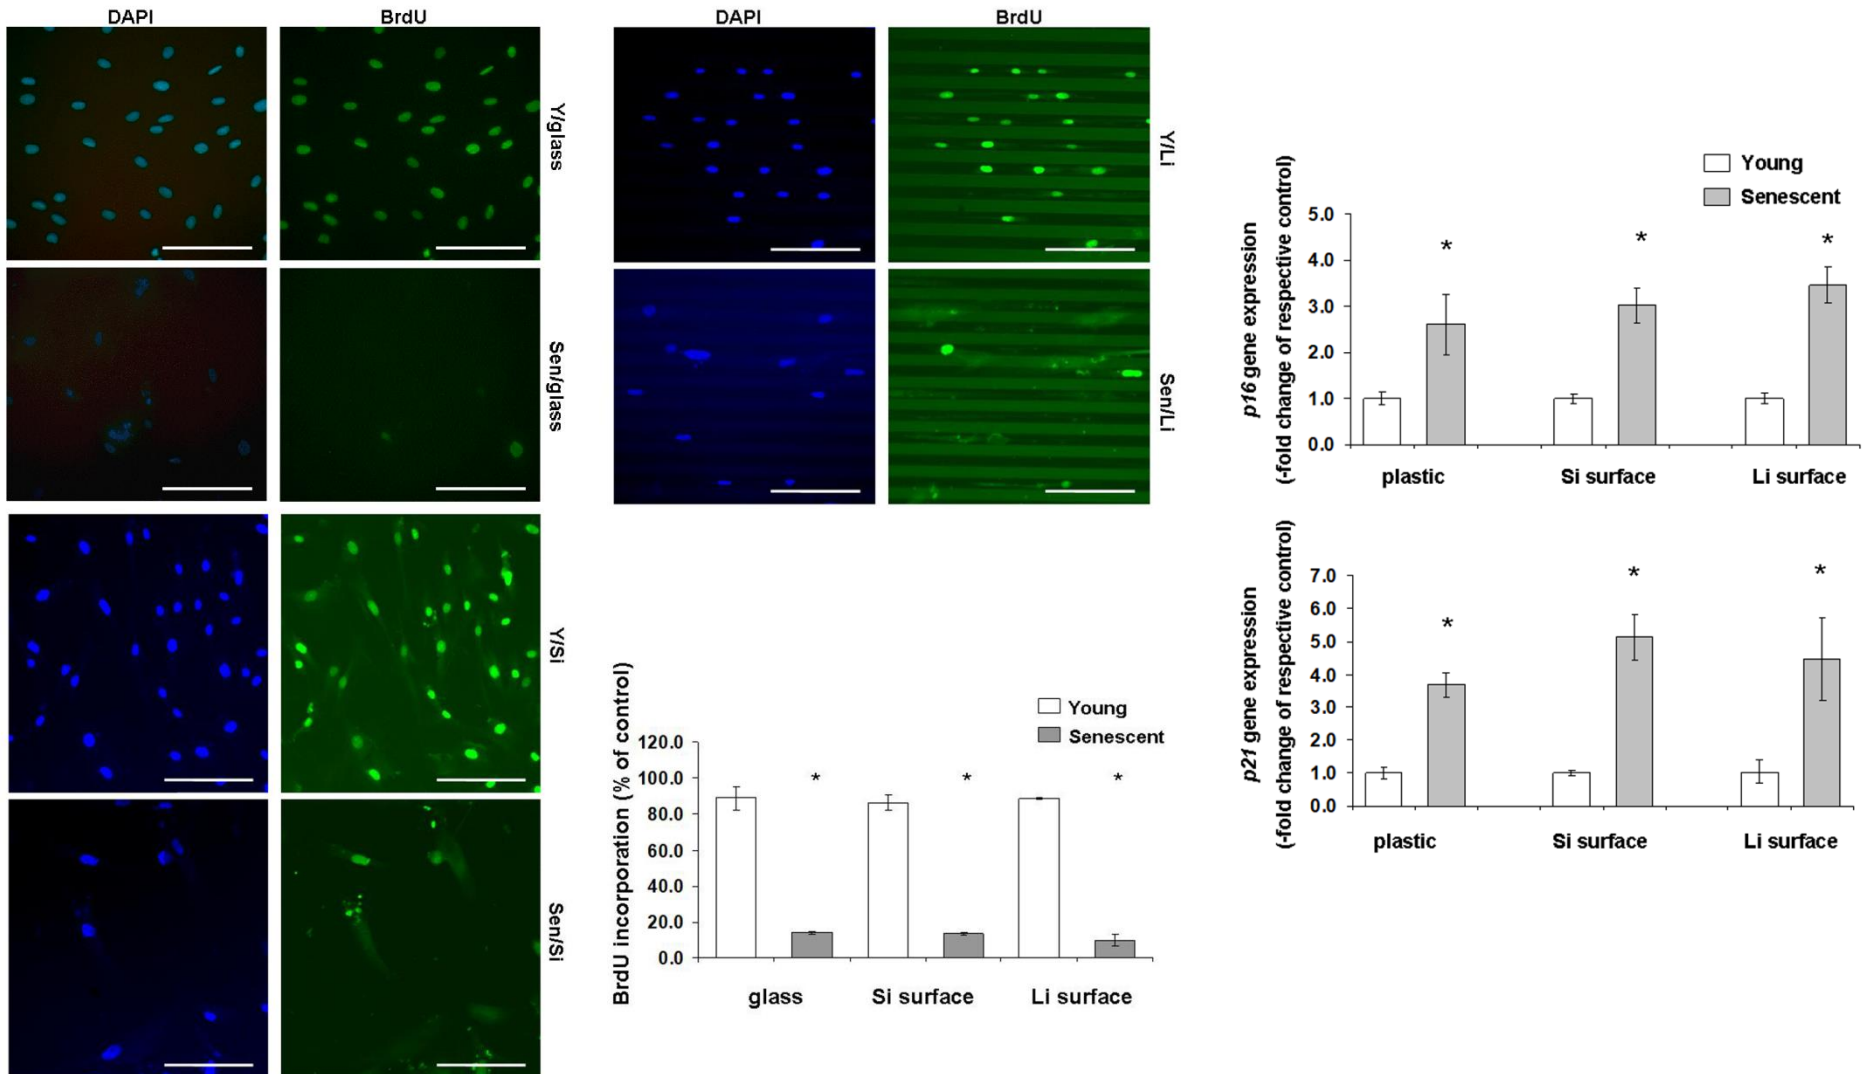 DAPI
BrdU
Y/glass
Sen/glass
Y/Si
Sen/Si
DAPI
BrdU
Y/Li
Sen/Li
BrdU incorporation (% of control)
Young
Senescent
120.0
100.0
80.0
60.0
40.0
20.0
0.0
*
*
*
glass
Si surface
Li surface
p16 gene expression
(-fold change of respective control)
Young
Senescent
5.0
4.0
3.0
2.0
1.0
0.0
*
*
*
plastic
Si surface
Li surface
p21 gene expression
(-fold change of respective control)
7.0
6.0
5.0
4.0
3.0
2.0
1.0
0.0
*
*
*
plastic
Si surface
Li surface